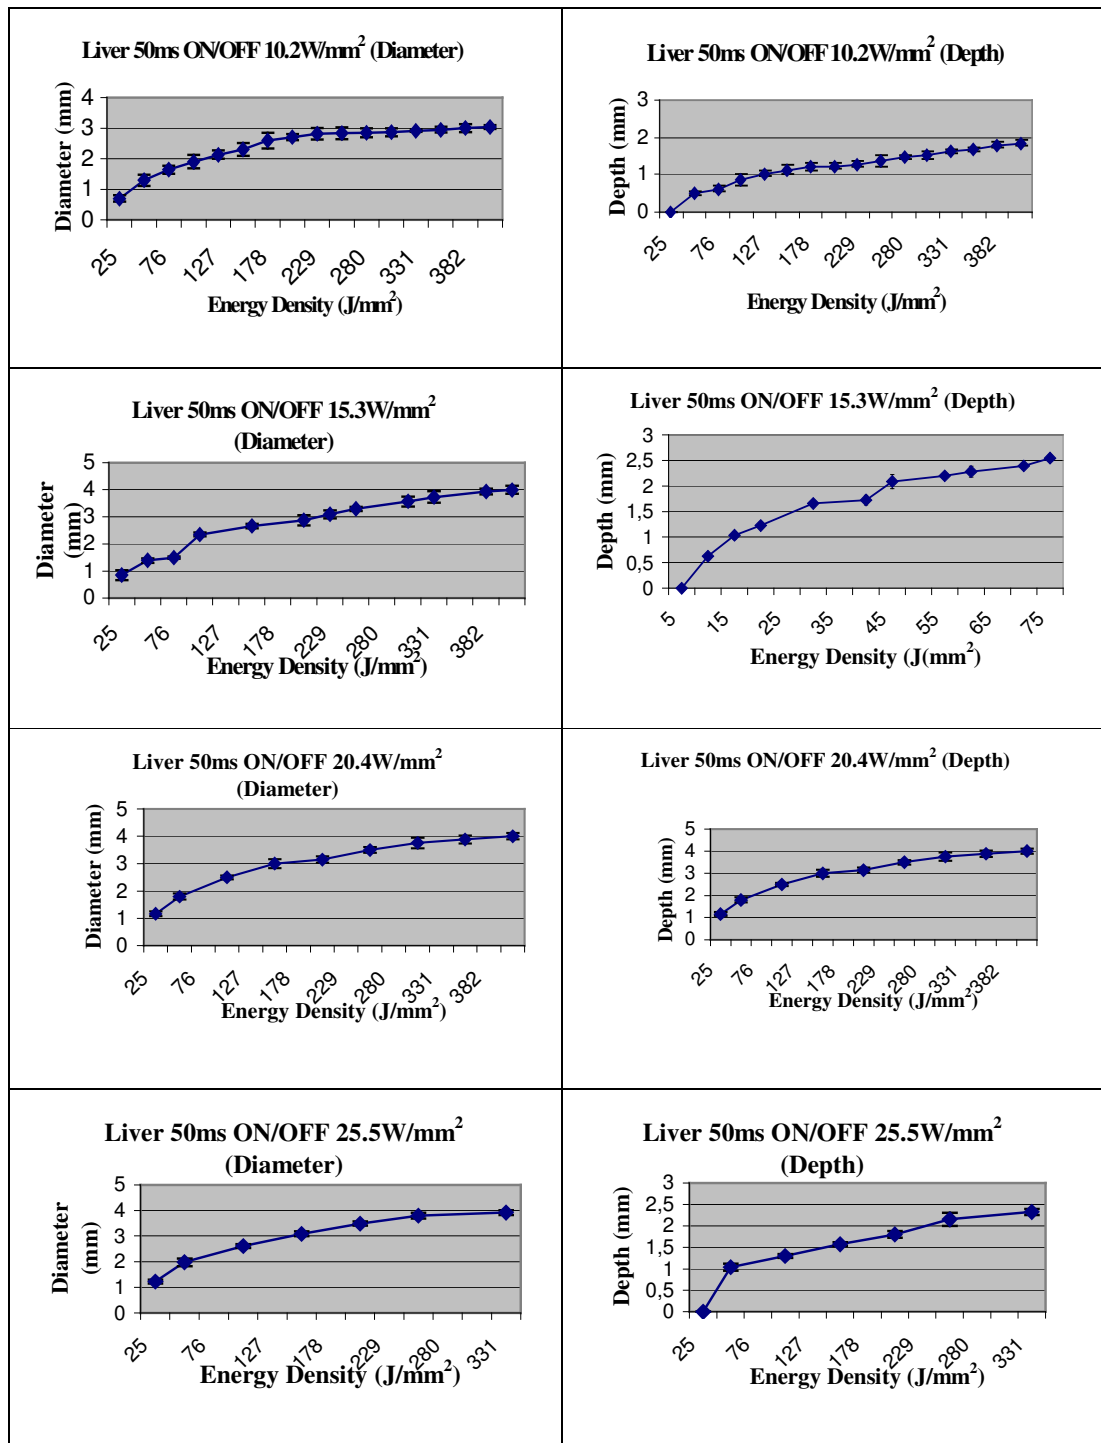 Liver 50ms ON/OFF 10.2W/mm² (Diameter)
Diameter (mm)
4
3
2
1
0
25 76 127 178 229 280 331 382
Energy Density (J/mm²)
Liver 50ms ON/OFF 10.2W/mm² (Depth)
Depth (mm)
3
2
1
0
25 76 127 178 229 280 331 382
Energy Density (J/mm²)
Liver 50ms ON/OFF 15.3W/mm²
(Diameter)
Diameter
(mm)
5
4
3
2
1
0
25 76 127 178 229 280 331 382
Energy Density (J/mm²)
Liver 50ms ON/OFF 15.3W/mm² (Depth)
Depth (mm)
3
2,5
2
1,5
1
0,5
0
5 15 25 35 45 55 65 75
Energy Density (J(mm²)
Liver 50ms ON/OFF 20.4W/mm²
(Diameter)
Diameter (mm)
5
4
3
2
1
0
25 76 127 178 229 280 331 382
Energy Density (J/mm²)
Liver 50ms ON/OFF 20.4W/mm² (Depth)
Depth (mm)
5
4
3
2
1
0
25 76 127 178 229 280 331 382
Energy Density (J/mm²
Liver 50ms ON/OFF 25.5W/mm²
(Diameter)
Diameter
(mm)
5
4
3
2
1
0
25 76 127 178 229 280 331
Energy Density (J/mm²)
Liver 50ms ON/OFF 25.5W/mm²
(Depth)
Depth (mm)
3
2,5
2
1,5
1
0,5
0
25 76 127 178 229 280 331
Energy Density (J/mm²)